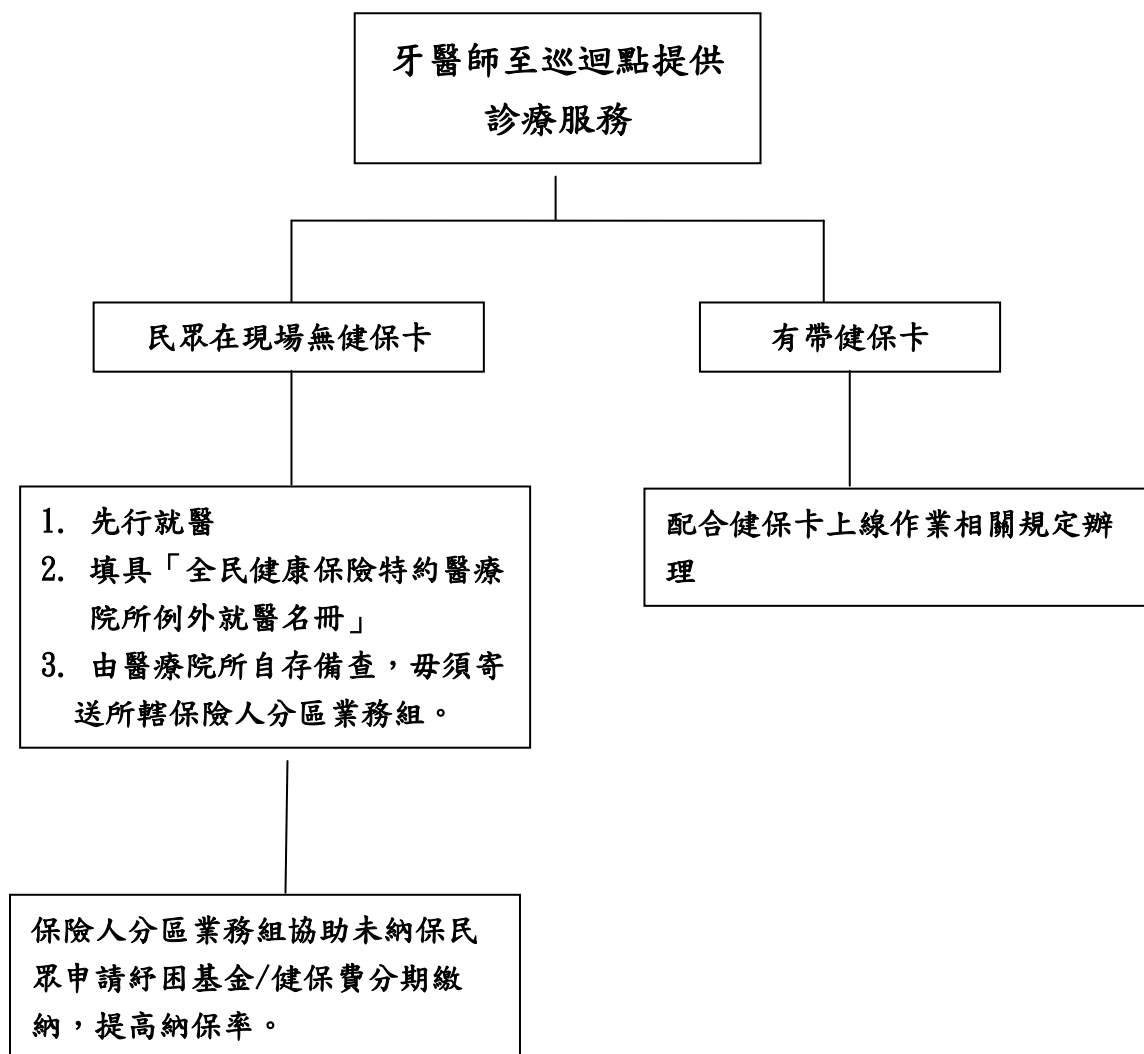 牙醫師至巡迴點提供
診療服務
民眾在現場無健保卡
有帶健保卡
1. 先行就醫
2. 填具「全民健康保險特約醫療
院所例外就醫名冊」
3. 由醫療院所自存備查，毋須寄
送所轄保險人分區業務組。
配合健保卡上線作業相關規定辦
理
保險人分區業務組協助未納保民
眾申請紓困基金/健保費分期繳
納，提高納保率。